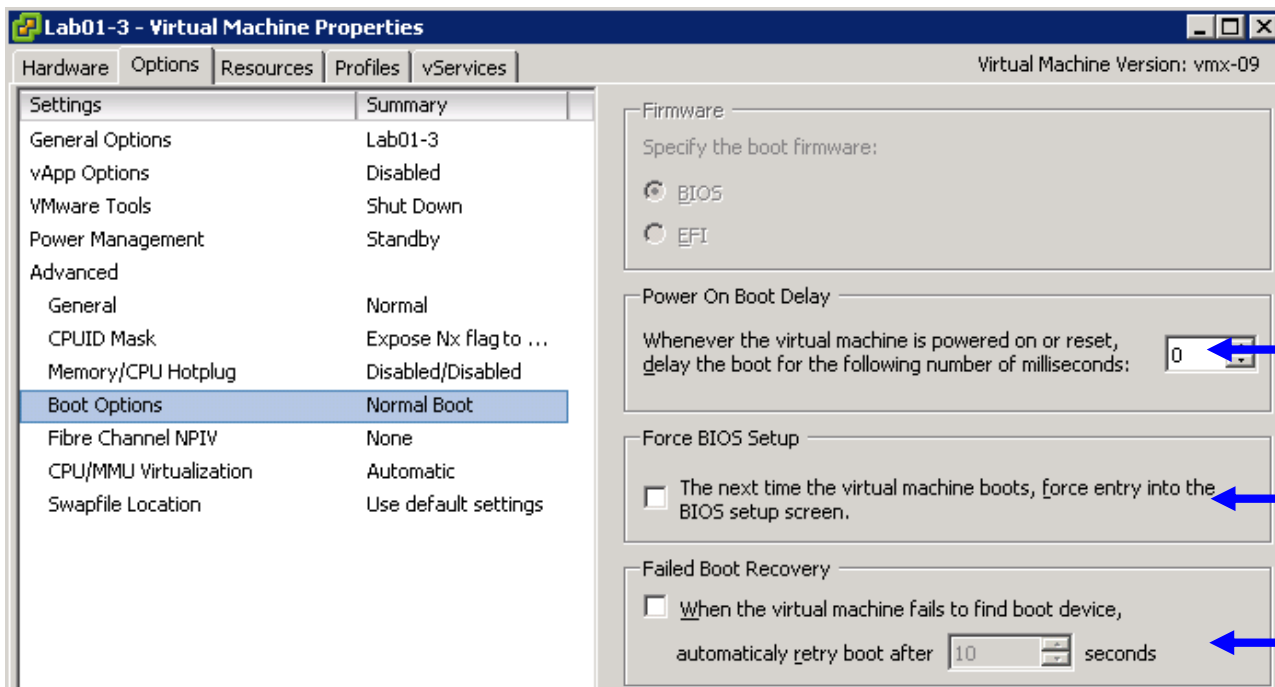 Lab01-3 - Virtual Machine Properties
Hardware Options Resources Profiles vServices Virtual Machine Version: vmx-09
Settings Summary
General Options Lab01-3
vApp Options Disabled
VMware Tools Shut Down
Power Management Standby
Advanced
General Normal
CPUID Mask Expose Nx flag to ...
Memory/CPU Hotplug Disabled/Disabled
Boot Options Normal Boot
Fibre Channel NPIV None
CPU/MMU Virtualization Automatic
Swapfile Location Use default settings
Firmware
Specify the boot firmware:
BIOS
EFI
Power On Boot Delay
Whenever the virtual machine is powered on or reset,
delay the boot for the following number of milliseconds: 0
Force BIOS Setup
The next time the virtual machine boots, force entry into the
BIOS setup screen.
Failed Boot Recovery
When the virtual machine fails to find boot device,
automaticaly retry boot after 10 seconds